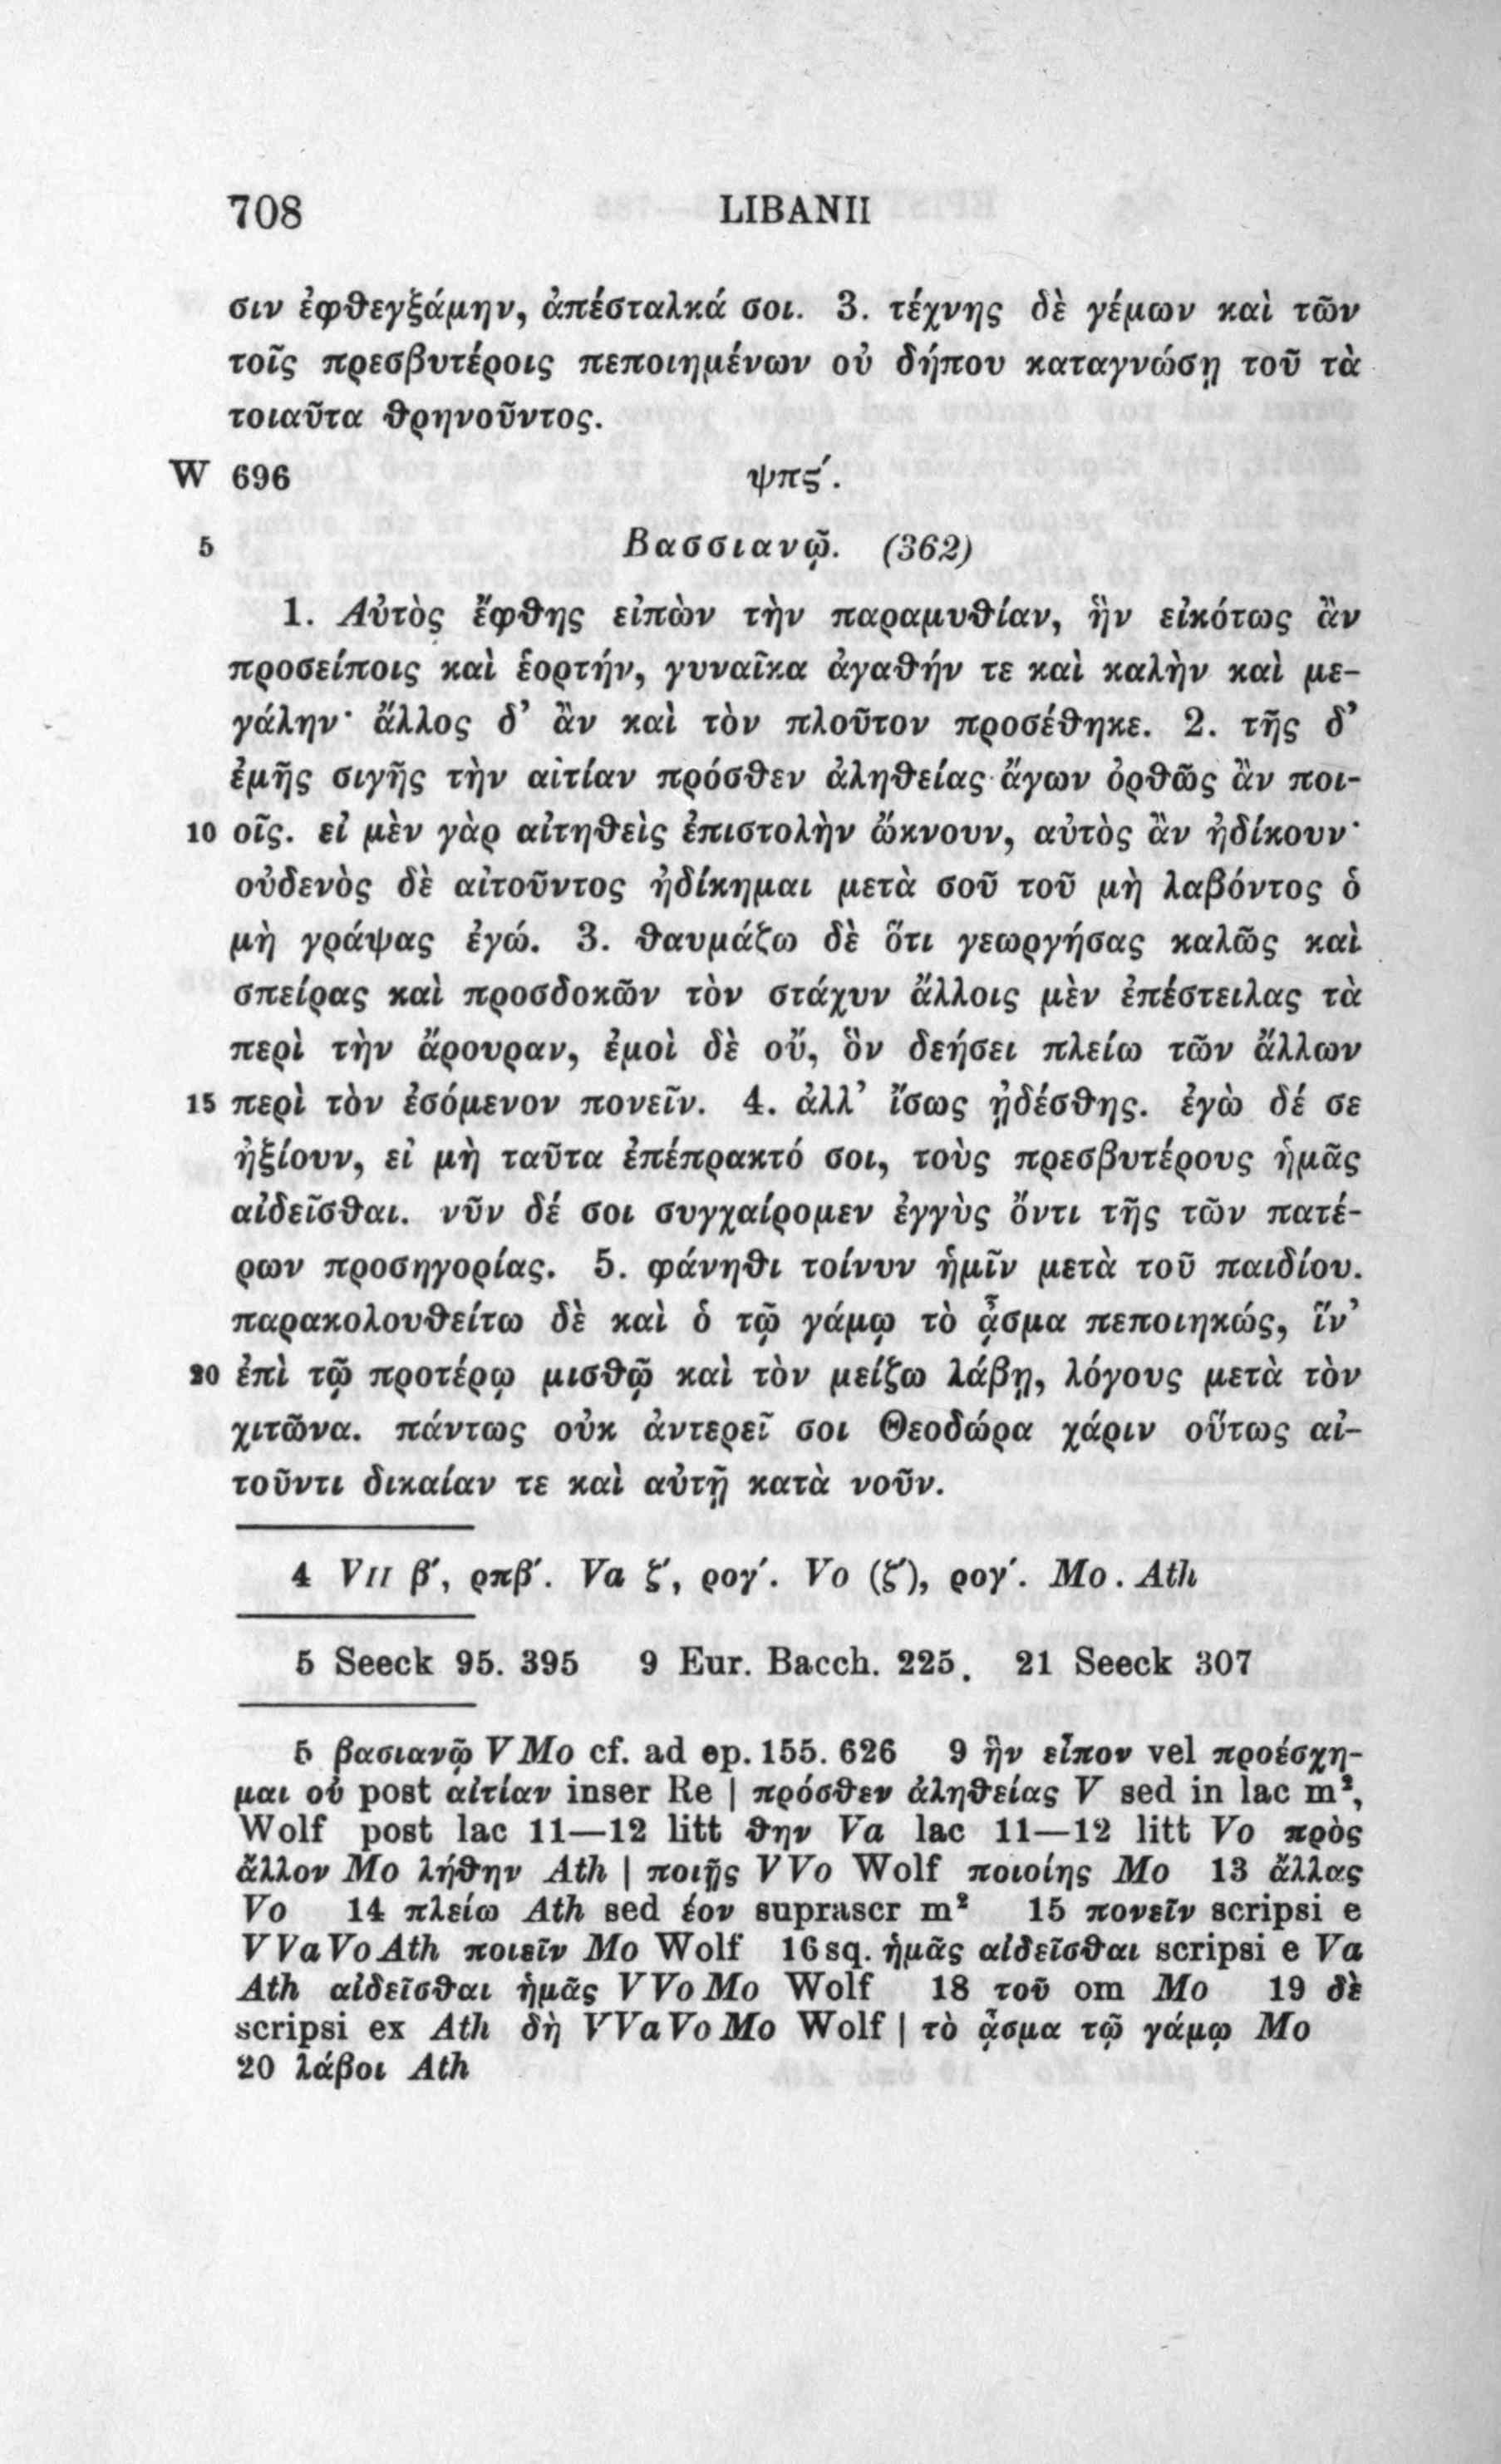 708 LIBANII
σιν ἐφθεγξάμην, ἀπέσταλκά σοι. 3. τέχνης δὲ γέμων καὶ τῶν
τοῖς πρεσβυτέροις πεποιημένων οὐ δήπου καταγνώσῃ τοῦ τὰ
τοιαῦτα θρηνοῦντος.
W 696 ψπϛ΄.
5 Βασσιανῷ. (362)
1. Αὐτὸς ἔφθης εἰπὼν τὴν παραμυθίαν, ἣν εἰκότως ἂν
προσείποις καὶ ἑορτήν, γυναῖκα ἀγαθήν τε καὶ καλὴν καὶ με-
γάλην· ἄλλος δ’ ἂν καὶ τὸν πλοῦτον προσέθηκε. 2. τῆς δ’
ἐμῆς σιγῆς τὴν αἰτίαν πρόσθεν ἀληθείας ἄγων ὀρθῶς ἂν ποι-
10 οῖς. εἰ μὲν γὰρ αἰτηθεὶς ἐπιστολὴν ὤκνουν, αὐτὸς ἂν ἠδίκουν·
οὐδενὸς δὲ αἰτοῦντος ἠδίκημαι μετὰ σοῦ τοῦ μὴ λαβόντος ὁ
μὴ γράψας ἐγώ. 3. θαυμάζω δὲ ὅτι γεωργήσας καλῶς καὶ
σπείρας καὶ προσδοκῶν τὸν στάχυν ἄλλοις μὲν ἐπέστειλας τὰ
περὶ τὴν ἄρουραν, ἐμοὶ δὲ οὔ, ὃν δεήσει πλείω τῶν ἄλλων
15 περὶ τὸν ἐσόμενον πονεῖν. 4. ἀλλ’ ἴσως ᾐδέσθης. ἐγὼ δέ σε
ἠξίουν, εἰ μὴ ταῦτα ἐπέπρακτό σοι, τοὺς πρεσβυτέρους ἡμᾶς
αἰδεῖσθαι. νῦν δέ σοι συγχαίρομεν ἐγγὺς ὄντι τῆς τῶν πατέ-
ρων προσηγορίας. 5. φάνηθι τοίνυν ἡμῖν μετὰ τοῦ παιδίου.
παρακολουθείτω δὲ καὶ ὁ τῷ γάμῳ τὸ ᾆσμα πεποιηκώς, ἵν’
20 ἐπὶ τῷ προτέρῳ μισθῷ καὶ τὸν μείζω λάβῃ, λόγους μετὰ τὸν
χιτῶνα. πάντως οὐκ ἀντερεῖ σοι Θεοδώρα χάριν οὕτως αἰ-
τοῦντι δικαίαν τε καὶ αὐτῇ κατὰ νοῦν.
4 VII β΄, ρπβ΄. Va ζ΄, ρογ΄. Vo (ζ΄), ρογ΄. Mo. Ath
5 Seeck 95. 395 9 Eur. Bacch. 225. 21 Seeck 307
5 βασιανῷ V Mo cf. ad ep. 155. 626 9 ἣν εἶπον vel προέσχη-
μαι οὐ post αἰτίαν inser Re | πρόσθεν ἀληθείας V sed in lac m²,
Wolf post lac 11—12 litt θην Va lac 11—12 litt Vo πρὸς
ἄλλον Mo λήθην Ath | ποιῇς V Vo Wolf ποιοίης Mo 13 ἄλλας
Vo 14 πλείω Ath sed έον suprascr m² 15 πονεῖν scripsi e
V Va Vo Ath ποιεῖν Mo Wolf 16 sq. ἡμᾶς αἰδεῖσθαι scripsi e Va
Ath αἰδεῖσθαι ἡμᾶς V Vo Mo Wolf 18 τοῦ om Mo 19 δὲ
scripsi ex Ath δὴ V Va Vo Mo Wolf | τὸ ᾆσμα τῷ γάμῳ Mo
20 λάβοι Ath